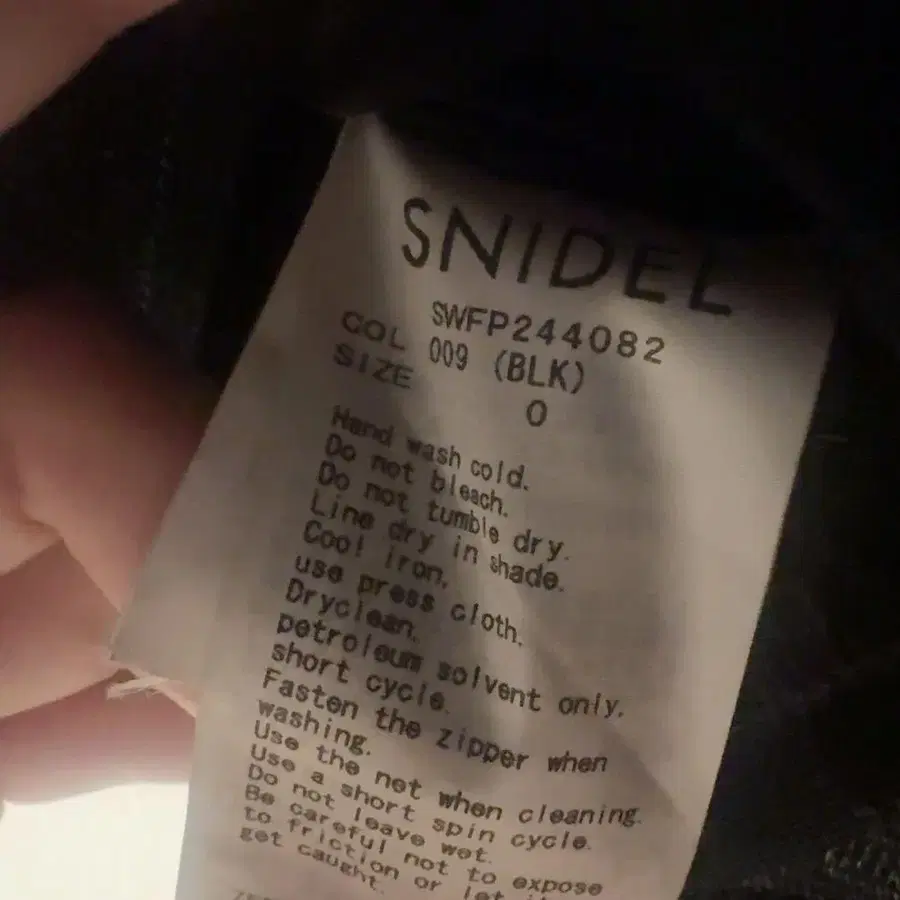 SNIDEL
SWFP244082
COL 009 (BLK)
SIZE 0
Hand wash cold.
Do not bleach.
Do not tumble dry.
Line dry in shade.
Cool iron,
use press cloth.
Dryclean,
petroleum solvent only,
short cycle.
Fasten the zipper when
washing.
Use the net when cleaning.
Use a short spin cycle.
Do not leave wet.
Be careful not to expose
to friction or let it
get caught.